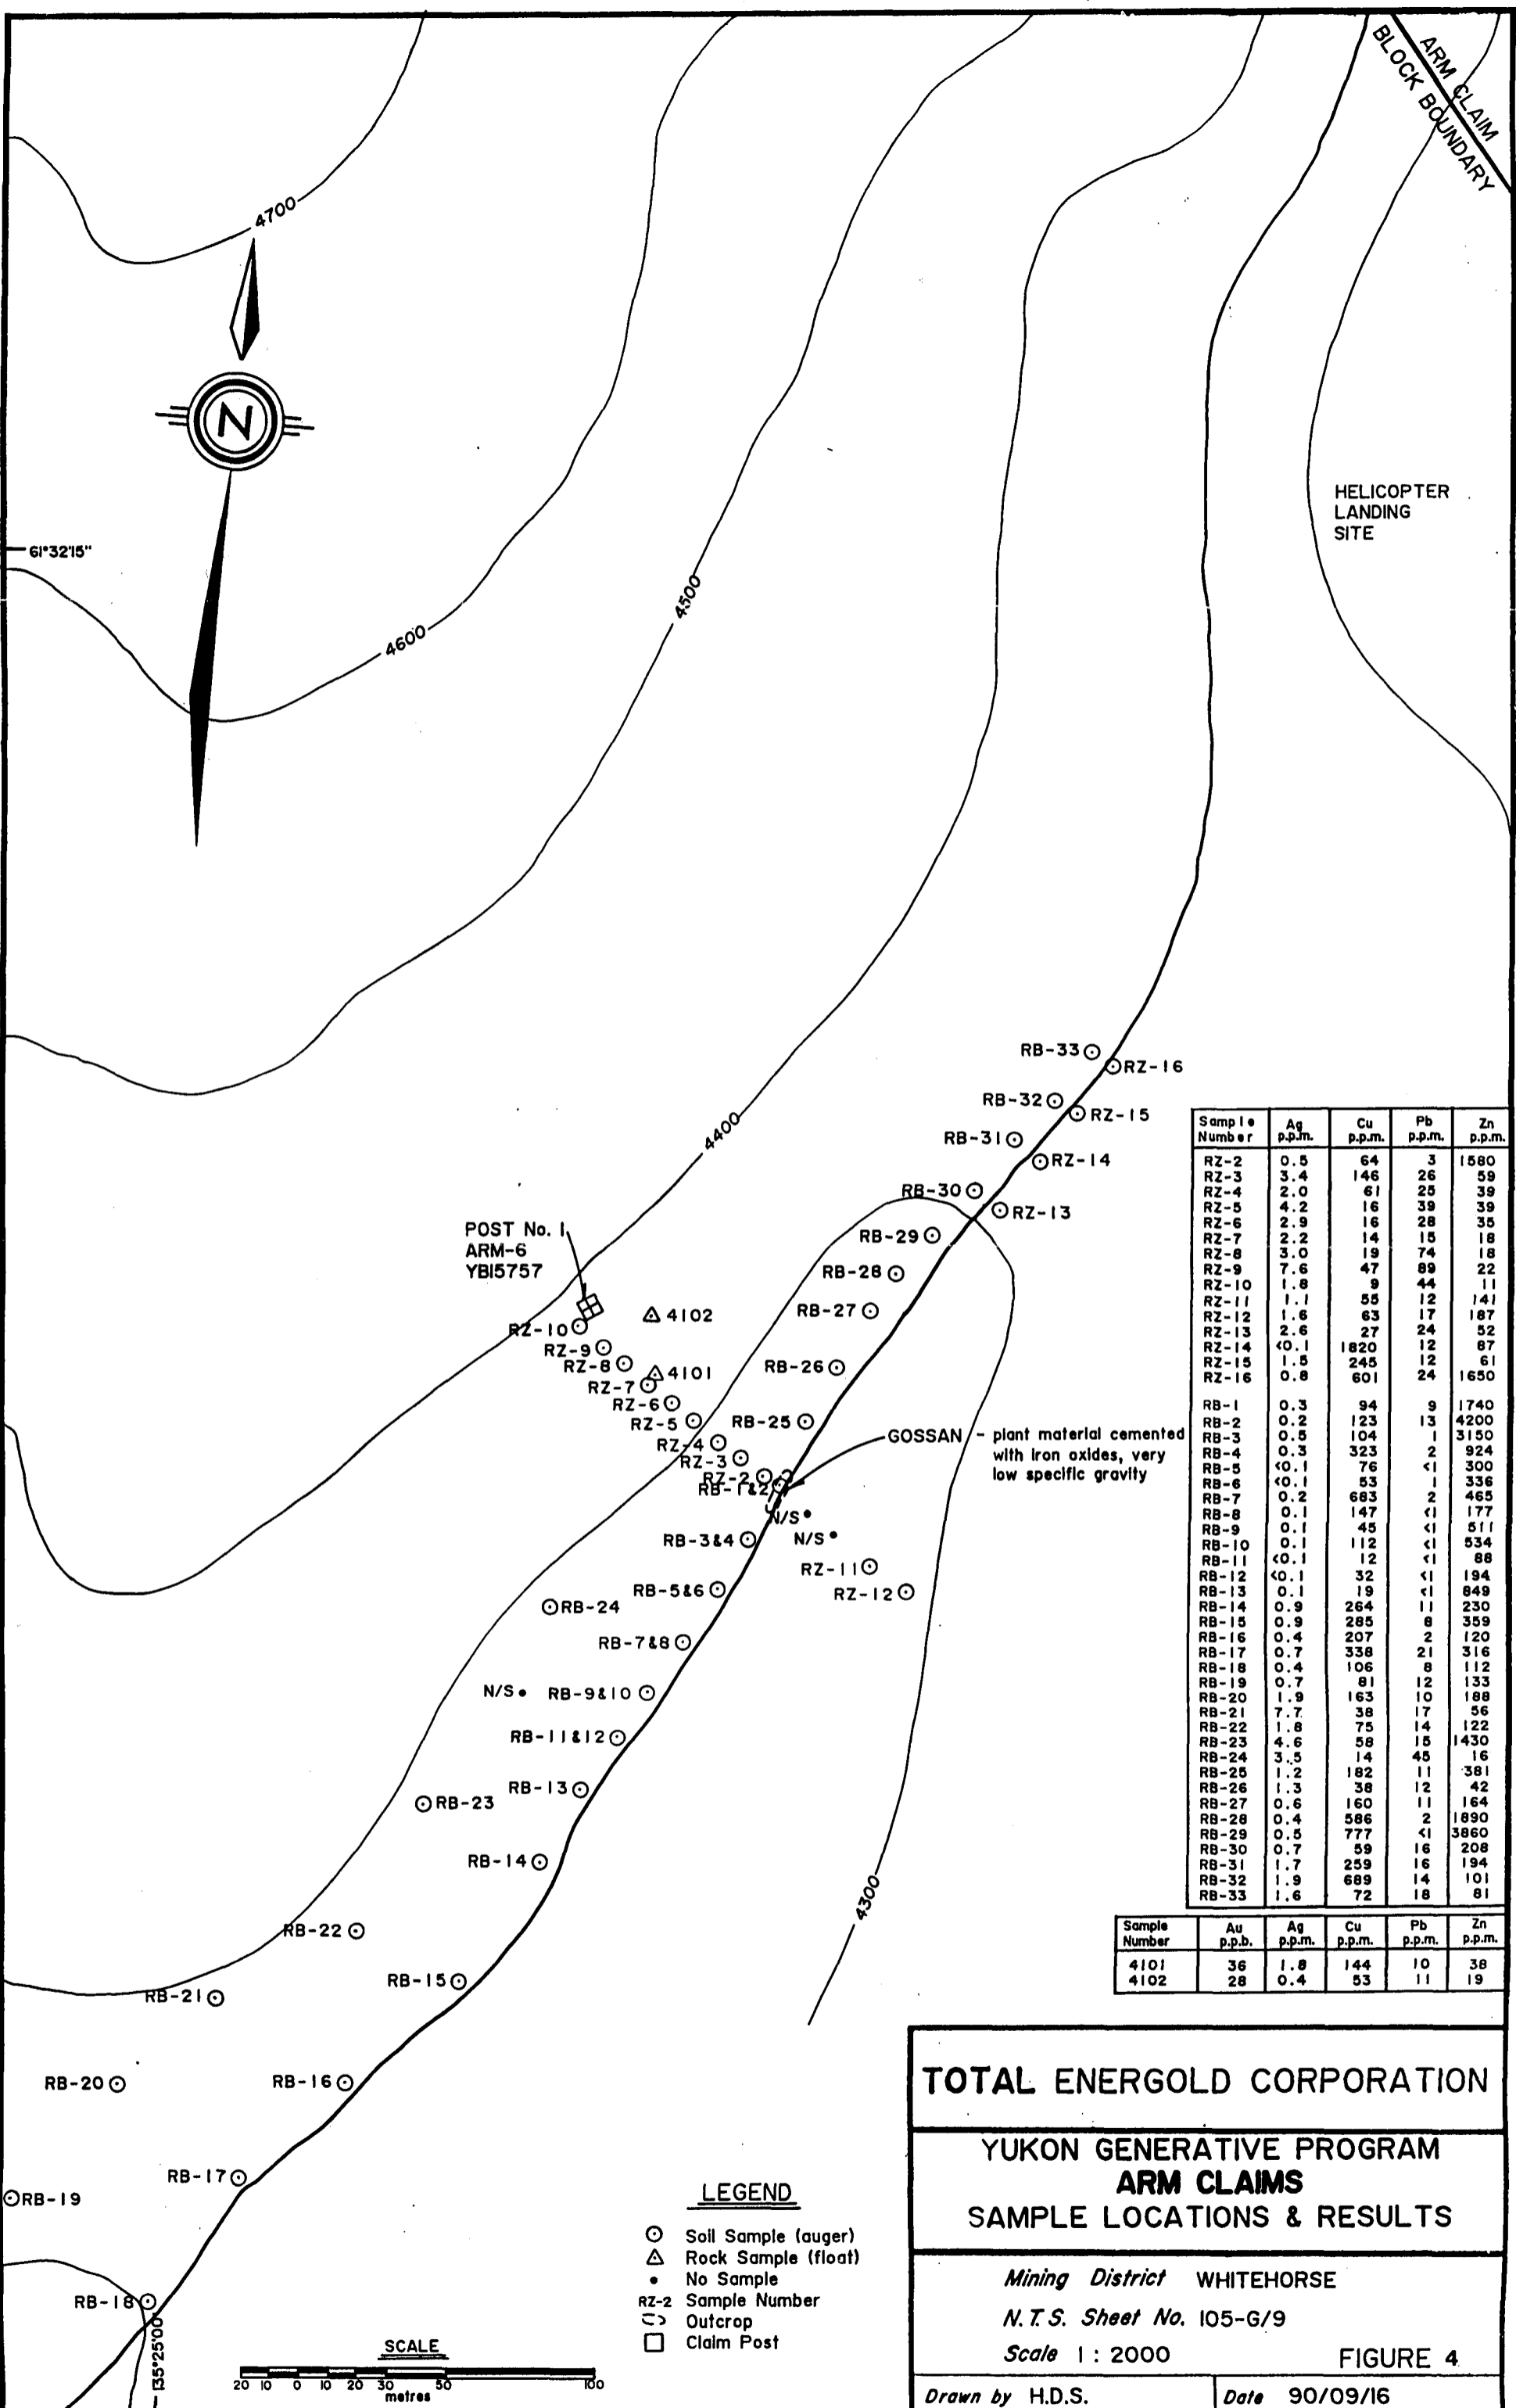 ARM CLAIM
BLOCK BOUNDARY
4700
N
HELICOPTER
LANDING
SITE
61°32'15"
4500
4600
RB-33
RZ-16
RB-32
RZ-15
4400
RB-31
RZ-14
RB-30
RZ-13
POST No. 1
ARM-6
YB15757
RB-29
RB-28
RB-27
4102
RZ-10
RZ-9
RZ-8
RB-26
4101
RZ-7
RZ-6
RZ-5
RB-25
RZ-4
GOSSAN - plant material cemented
with iron oxides, very
low specific gravity
RZ-3
RZ-2
RB-1&2
N/S
RB-3&4
N/S
RZ-11
RB-5&6
RZ-12
RB-24
RB-7&8
N/S
RB-9&10
RB-11&12
RB-13
RB-23
RB-14
4300
RB-22
RB-15
RB-21
RB-20
RB-16
RB-17
RB-19
RB-18
135°25'00"
Sample Number Ag p.p.m. Cu p.p.m. Pb p.p.m. Zn p.p.m.
RZ-2 0.5 64 3 1580
RZ-3 3.4 146 26 59
RZ-4 2.0 61 25 39
RZ-5 4.2 16 39 39
RZ-6 2.9 16 28 35
RZ-7 2.2 14 15 18
RZ-8 3.0 19 74 18
RZ-9 7.6 47 89 22
RZ-10 1.8 9 44 11
RZ-11 1.1 55 12 141
RZ-12 1.6 63 17 187
RZ-13 2.6 27 24 52
RZ-14 <0.1 1820 12 87
RZ-15 1.5 245 12 61
RZ-16 0.8 601 24 1650
RB-1 0.3 94 9 1740
RB-2 0.2 123 13 4200
RB-3 0.5 104 1 3150
RB-4 0.3 323 2 924
RB-5 <0.1 76 <1 300
RB-6 <0.1 53 1 336
RB-7 0.2 683 2 465
RB-8 0.1 147 <1 177
RB-9 0.1 45 <1 511
RB-10 0.1 112 <1 534
RB-11 <0.1 12 <1 88
RB-12 <0.1 32 <1 194
RB-13 0.1 19 <1 849
RB-14 0.9 264 11 230
RB-15 0.9 285 8 359
RB-16 0.4 207 2 120
RB-17 0.7 338 21 316
RB-18 0.4 106 8 112
RB-19 0.7 81 12 133
RB-20 1.9 163 10 188
RB-21 7.7 38 17 56
RB-22 1.8 75 14 122
RB-23 4.6 58 15 1430
RB-24 3.5 14 45 16
RB-25 1.2 182 11 381
RB-26 1.3 38 12 42
RB-27 0.6 160 11 164
RB-28 0.4 586 2 1890
RB-29 0.5 777 <1 3860
RB-30 0.7 59 16 208
RB-31 1.7 259 16 194
RB-32 1.9 689 14 101
RB-33 1.6 72 18 81
Sample Number Au p.p.b. Ag p.p.m. Cu p.p.m. Pb p.p.m. Zn p.p.m.
4101 36 1.8 144 10 38
4102 28 0.4 53 11 19
LEGEND
Soil Sample (auger)
Rock Sample (float)
No Sample
RZ-2 Sample Number
Outcrop
Claim Post
SCALE
20 10 0 10 20 30 50 100
metres
TOTAL ENERGOLD CORPORATION
YUKON GENERATIVE PROGRAM
ARM CLAIMS
SAMPLE LOCATIONS & RESULTS
Mining District WHITEHORSE
N.T.S. Sheet No. 105-G/9
Scale 1 : 2000 FIGURE 4
Drawn by H.D.S. Date 90/09/16